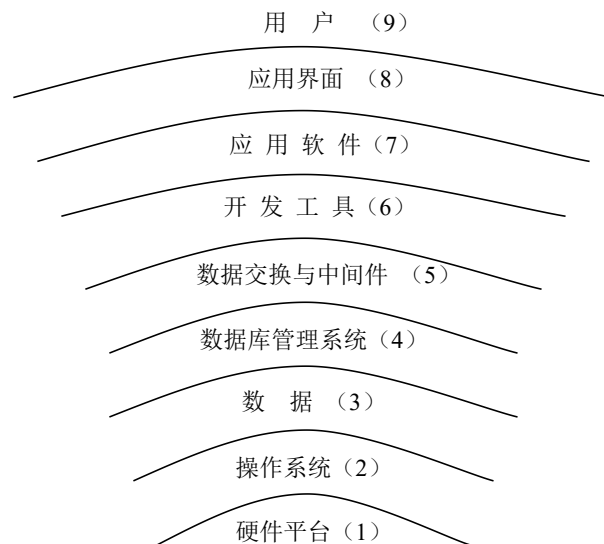 用 户 (9)
应用界面 (8)
应 用 软 件(7)
开 发 工 具(6)
数据交换与中间件 (5)
数据库管理系统(4)
数 据 (3)
操作系统(2)
硬件平台(1)